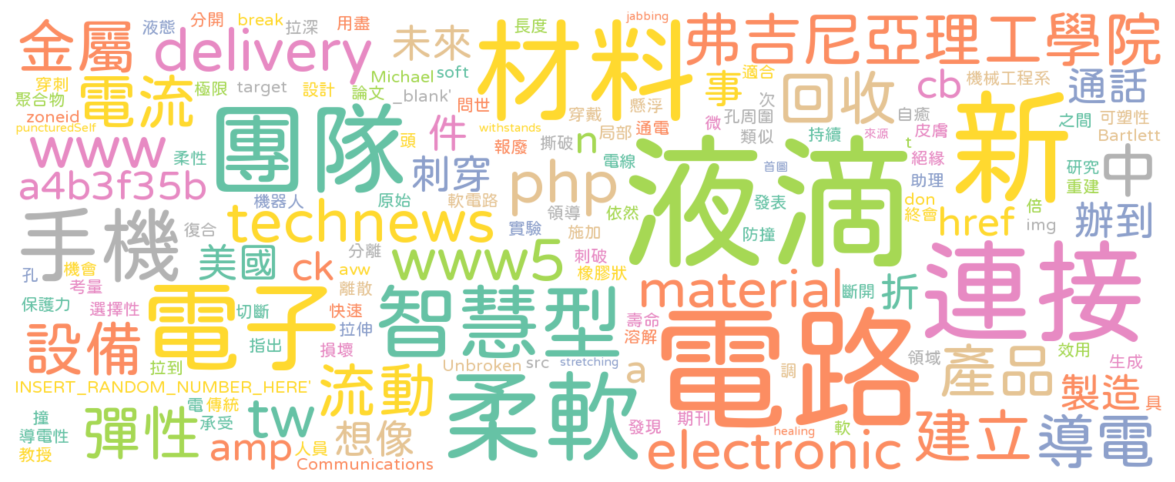 金屬 分開 液態 break 拉深 用盡 未來 長度 材料 jabbing 弗吉尼亞理工學院
電流 delivery 穿刺 聚合物 zoneid puncturedSelf 極限 target 設計 Michael 論文 _blank' soft 問世 穿戴 懸浮 事 適合 次 回收 cb 機械工程系 通話
www 柔性 團隊 頭 件 withstands 報廢 撕破 局部 n 通電 電線 微 孔周圍 類似 持續 來源 自癒 t 皮膚 絕緣 之間 可塑性 Bartlett
a4b3f35b 機器人 原始 刺穿 軟電路 php 領導 依然 液滴 首圖 發表 助理 don 終會 新 研究 重建 中
手機 復合 technews 實驗 施加 防撞 href 倍 img 辦到
孔 機會 考量 美國 分離 ck avw 離散 www5 刺破 橡膠狀 連接
保護力 選擇性 電子 切斷 快速 拉伸 智慧型 material 斷開 折
設備 拉到 指出 損壞 Unbroken src stretching 壽命 溶解 電路 領域 產品 效用 生成
INSERT_RANDOM_NUMBER_HERE' 流動 柔軟 a 調 製造 具
撞 導電性 教授 彈性 電 傳統 承受 tw 想像 發現 期刊 軟 建立 導電
amp 人員 Communications electronic healing